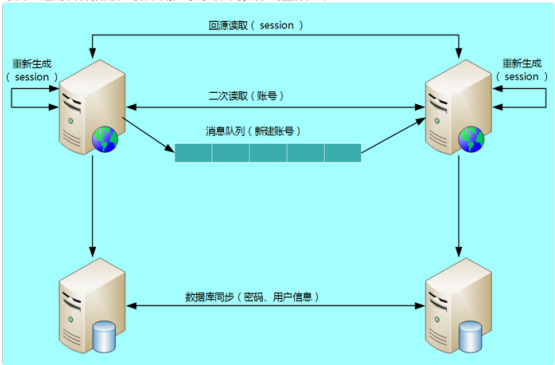 回源读取（ session ）
重新生成
（ session ）
重新生成
（ session ）
二次读取（账号）
消息队列（新建账号）
数据库同步（密码、用户信息）